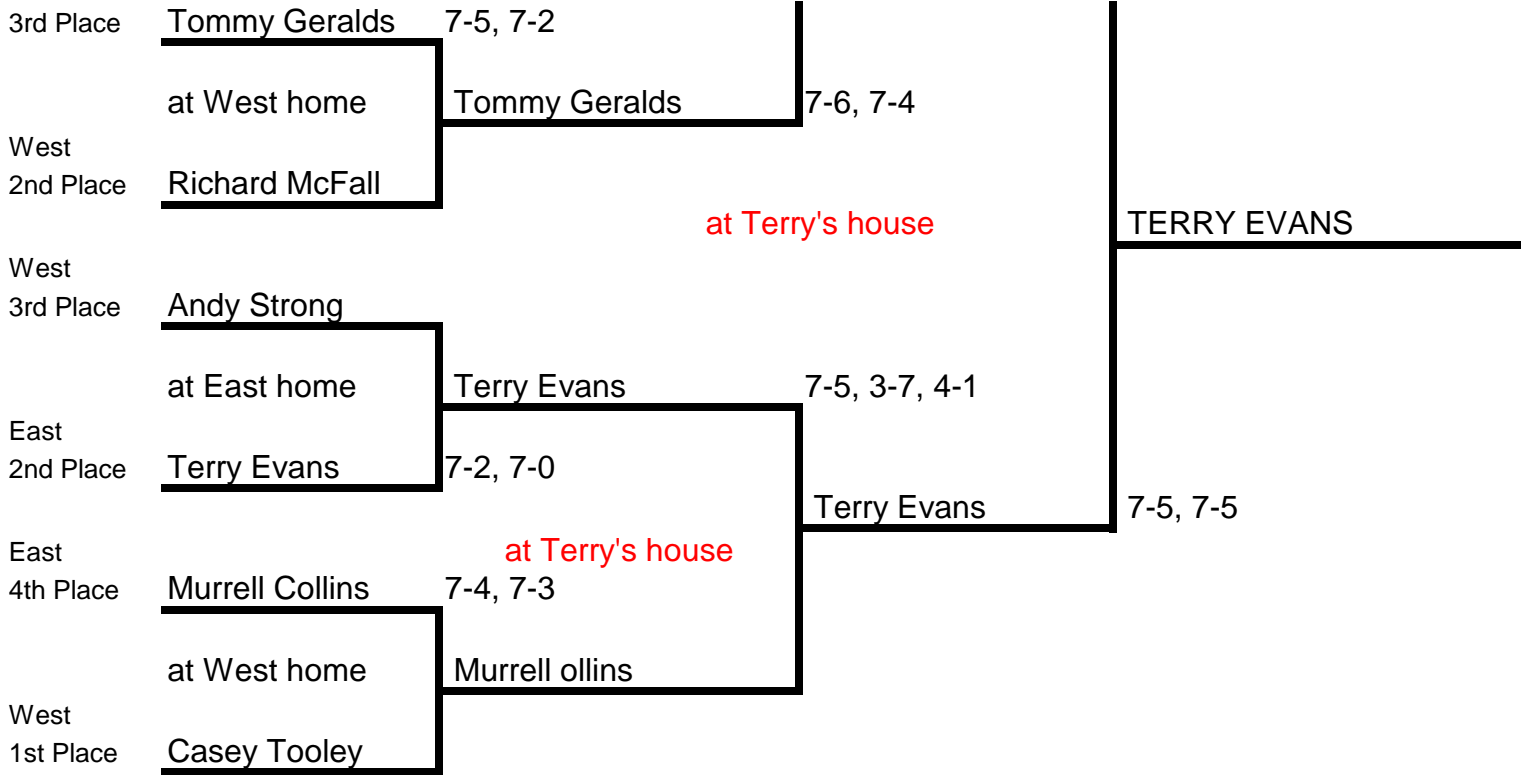 3rd Place Tommy Geralds 7-5, 7-2
at West home Tommy Geralds 7-6, 7-4
West
2nd Place Richard McFall
at Terry's house TERRY EVANS
West
3rd Place Andy Strong
at East home Terry Evans 7-5, 3-7, 4-1
East
2nd Place Terry Evans 7-2, 7-0
Terry Evans 7-5, 7-5
East at Terry's house
4th Place Murrell Collins 7-4, 7-3
at West home Murrell ollins
West
1st Place Casey Tooley